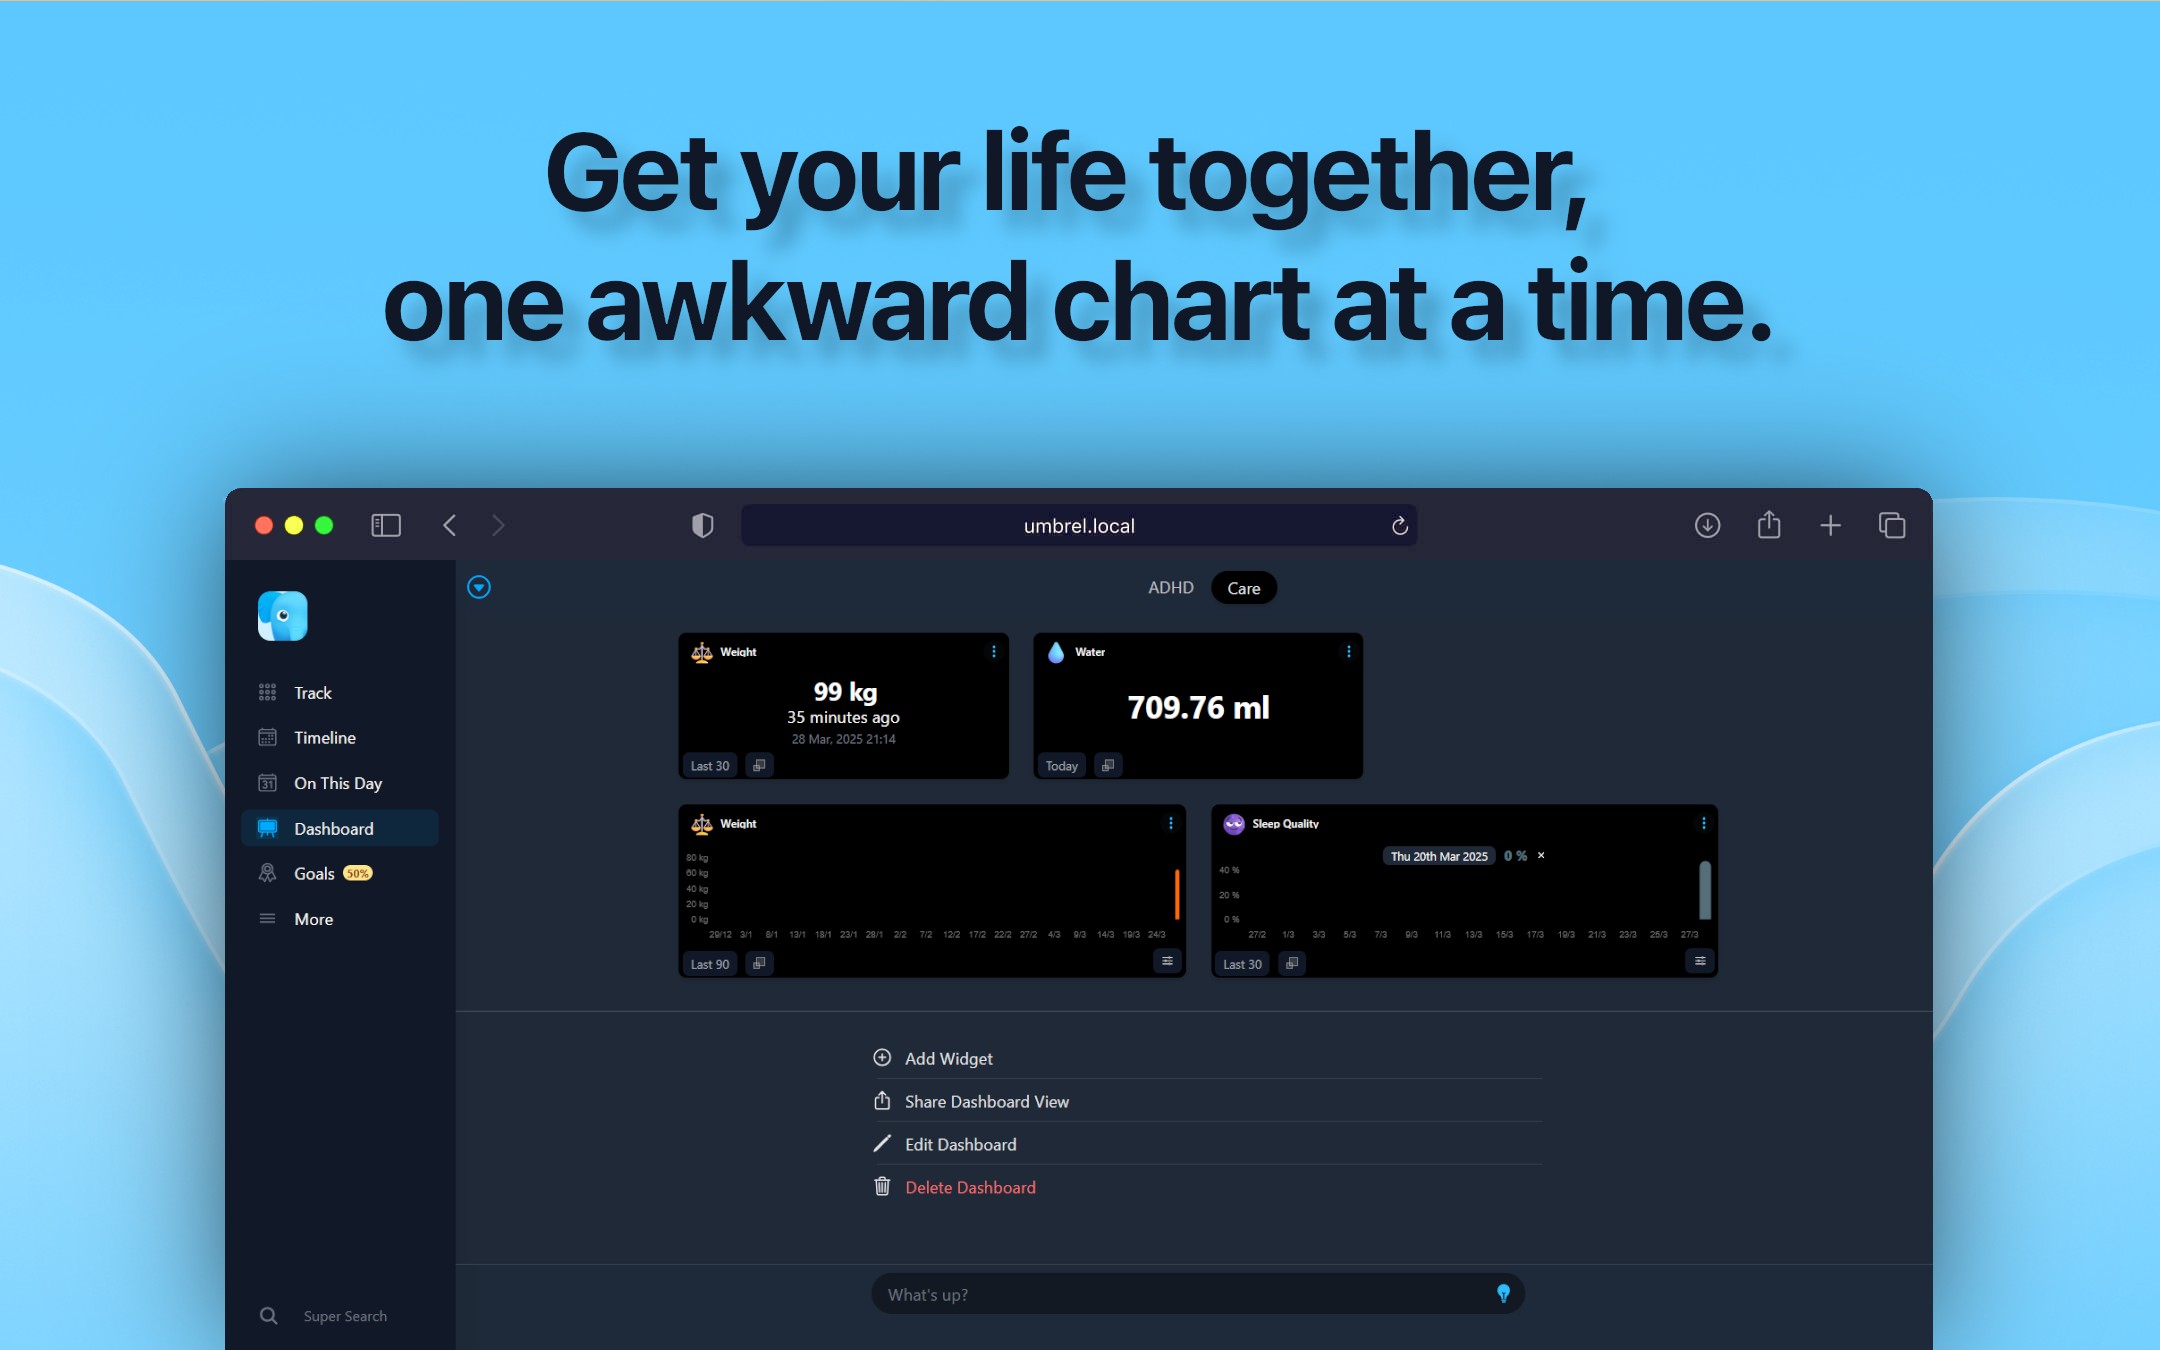 Get your life together,
one awkward chart at a time.
umbrel.local
ADHD Care
Track
Timeline
31 On This Day
Dashboard
Goals 50%
More
Super Search
Weight
99 kg
35 minutes ago
28 Mar, 2025 21:14
Last 30
Water
709.76 ml
Today
Weight
80 kg
60 kg
40 kg
20 kg
0 kg
29/12 3/1 8/1 13/1 18/1 23/1 28/1 2/2 7/2 12/2 17/2 22/2 27/2 4/3 9/3 14/3 19/3 24/3
Last 90
Sleep Quality
Thu 20th Mar 2025 0 % ×
40 %
20 %
0 %
27/2 1/3 3/3 5/3 7/3 9/3 11/3 13/3 15/3 17/3 19/3 21/3 23/3 25/3 27/3
Last 30
Add Widget
Share Dashboard View
Edit Dashboard
Delete Dashboard
What's up?